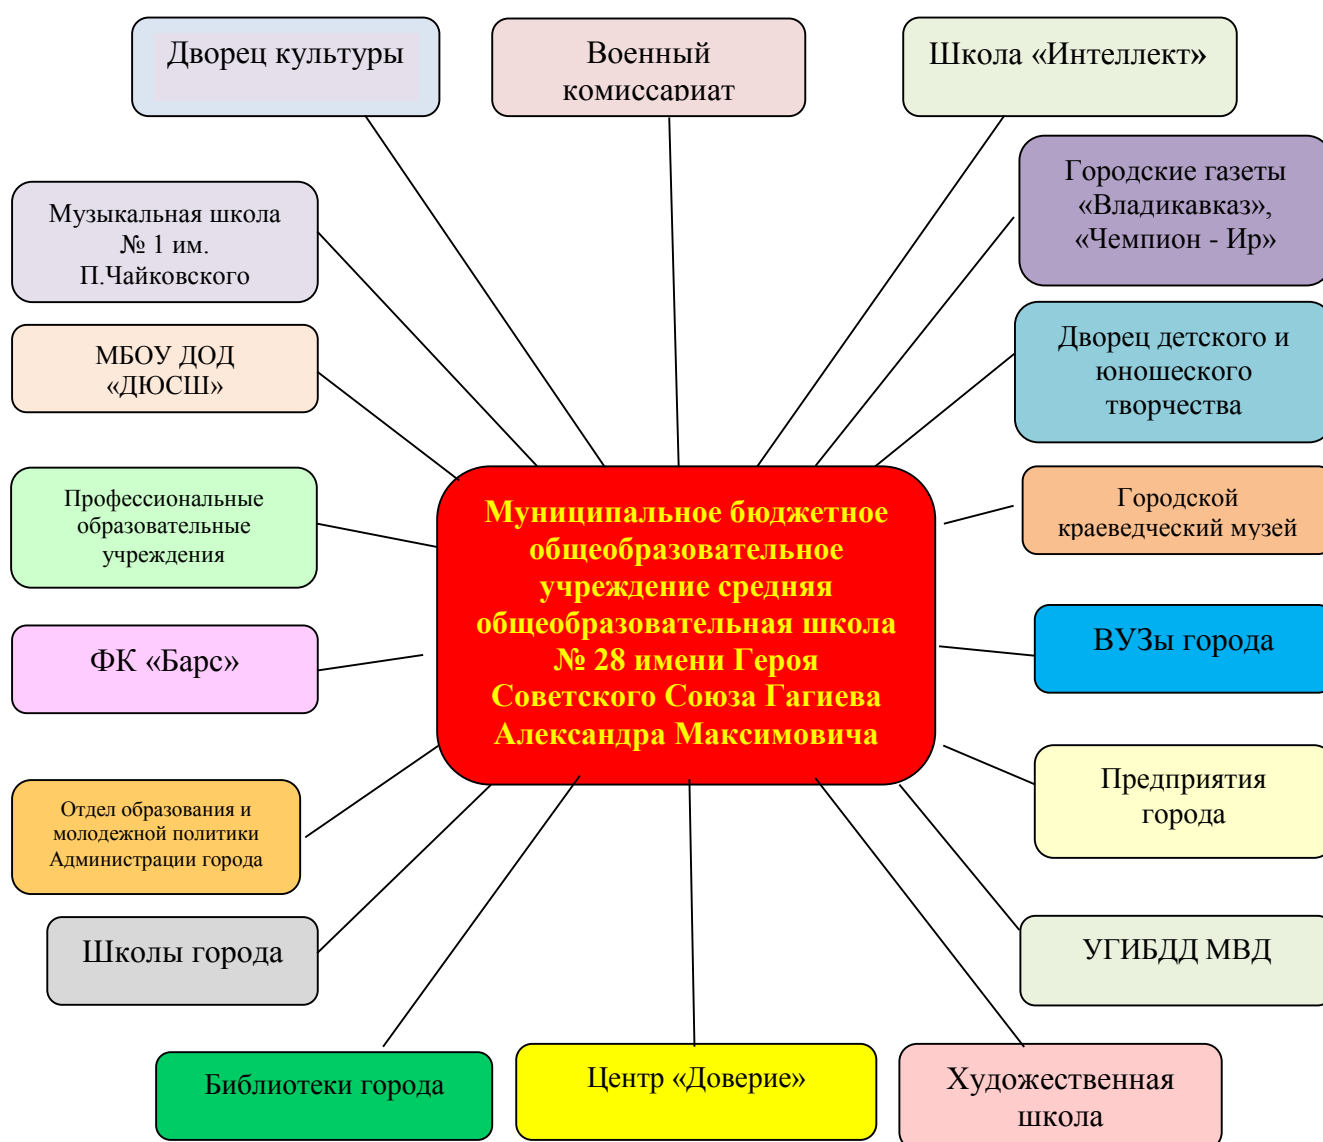 Дворец культуры
Военный
комиссариат
Школа «Интеллект»
Музыкальная школа
№ 1 им.
П.Чайковского
Городские газеты
«Владикавказ»,
«Чемпион - Ир»
МБОУ ДОД
«ДЮСШ»
Дворец детского и
юношеского
творчества
Профессиональные
образовательные
учреждения
Муниципальное бюджетное
общеобразовательное
учреждение средняя
общеобразовательная школа
№ 28 имени Героя
Советского Союза Гагиева
Александра Максимовича
Городской
краеведческий музей
ФК «Барс»
ВУЗы города
Отдел образования и
молодежной политики
Администрации города
Предприятия
города
Школы города
УГИБДД МВД
Библиотеки города
Центр «Доверие»
Художественная
школа